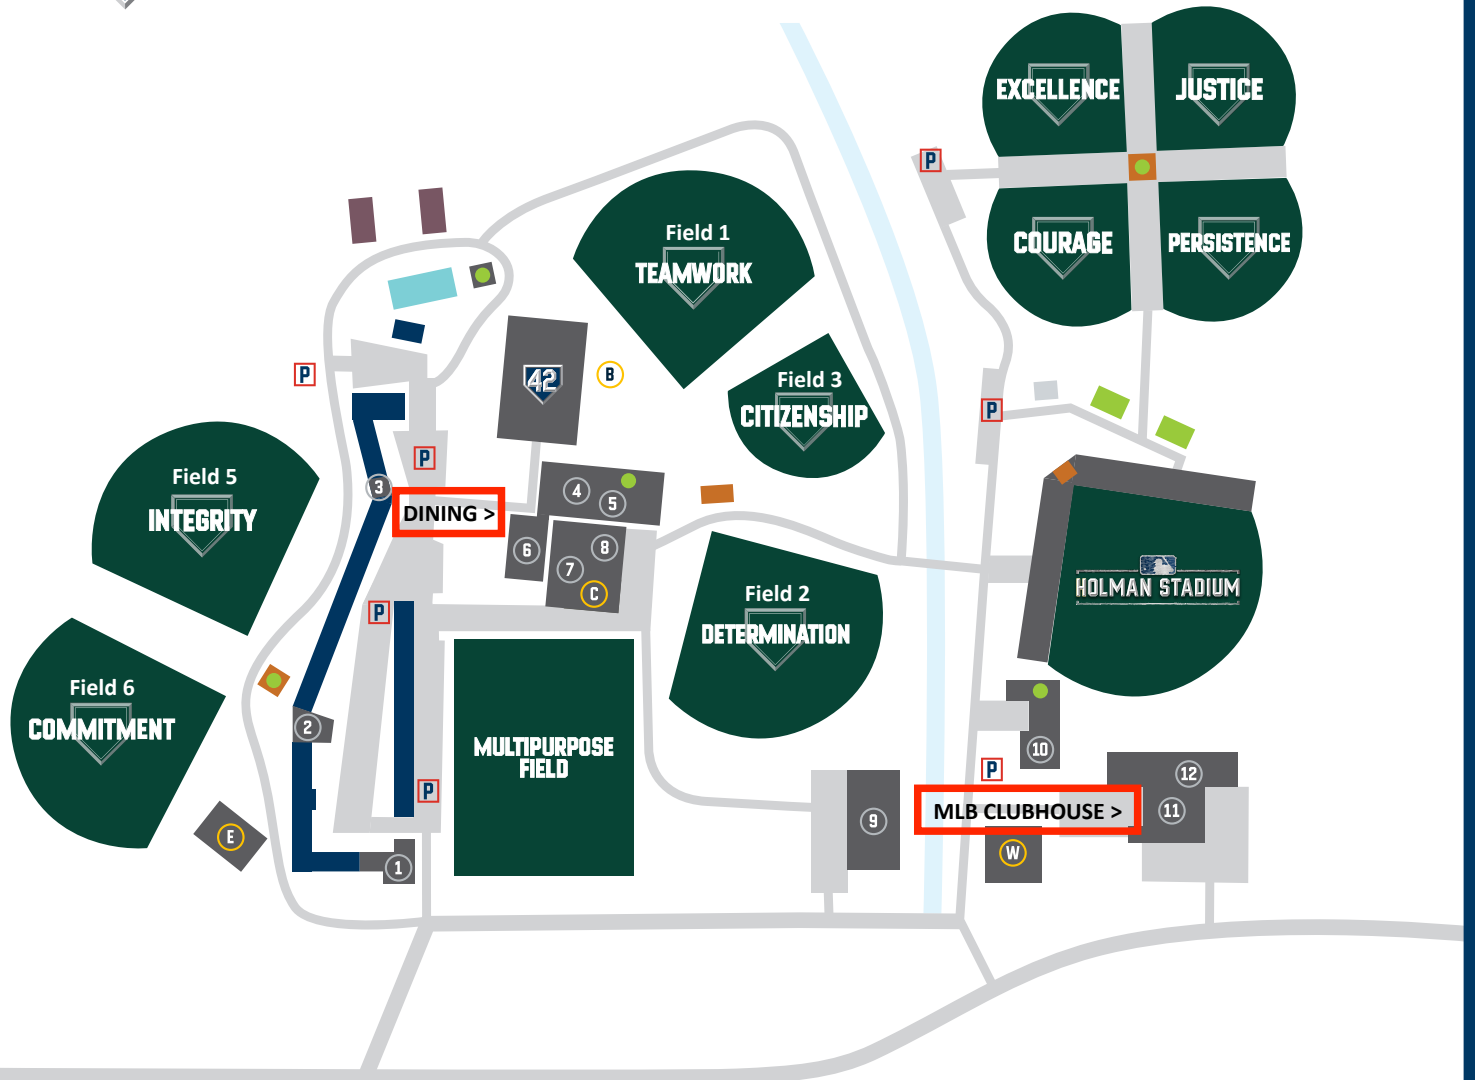 EXCELLENCE
JUSTICE
P
COURAGE
PERSISTENCE
Field 1
TEAMWORK
P
42
B
Field 3
CITIZENSHIP
P
P
Field 5
INTEGRITY
3
DINING >
4
5
6
7
8
C
HOLMAN STADIUM
P
Field 2
DETERMINATION
Field 6
COMMITMENT
2
MULTIPURPOSE
FIELD
10
P
12
P
MLB CLUBHOUSE >
11
9
E
W
1